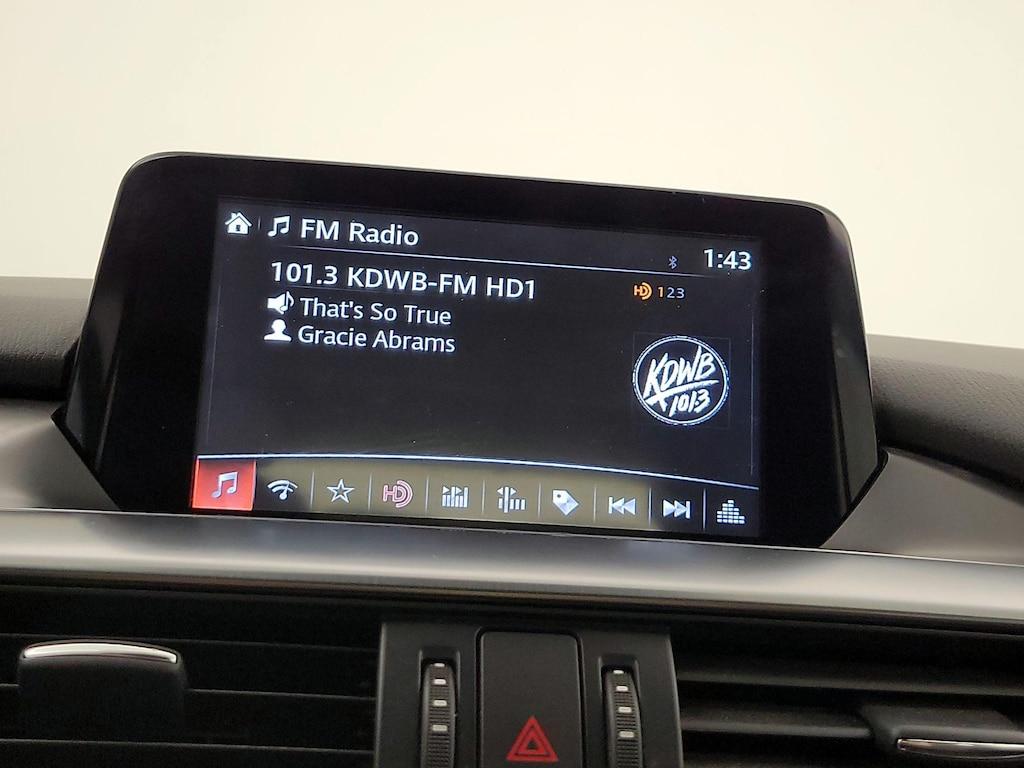 FM Radio
1:43
101.3 KDWB-FM HD1
HD 123
That's So True
Gracie Abrams
KDWB
101.3
HD